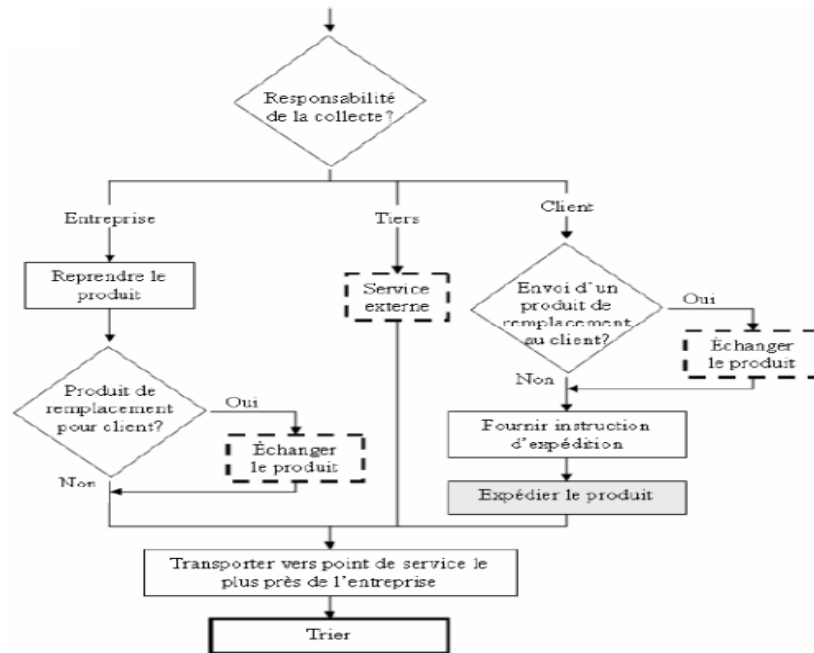 Responsabilité
de la collecte?
Entreprise
Tiers
Client
Reprendre le
produit
Service
externe
Envoi d'un
produit de
remplacement
au client?
Oui
Échanger
le produit
Non
Produit de
remplacement
pour client?
Oui
Échanger
le produit
Non
Fournir instruction
d'expédition
Expédier le produit
Transporter vers point de service le
plus près de l'entreprise
Trier